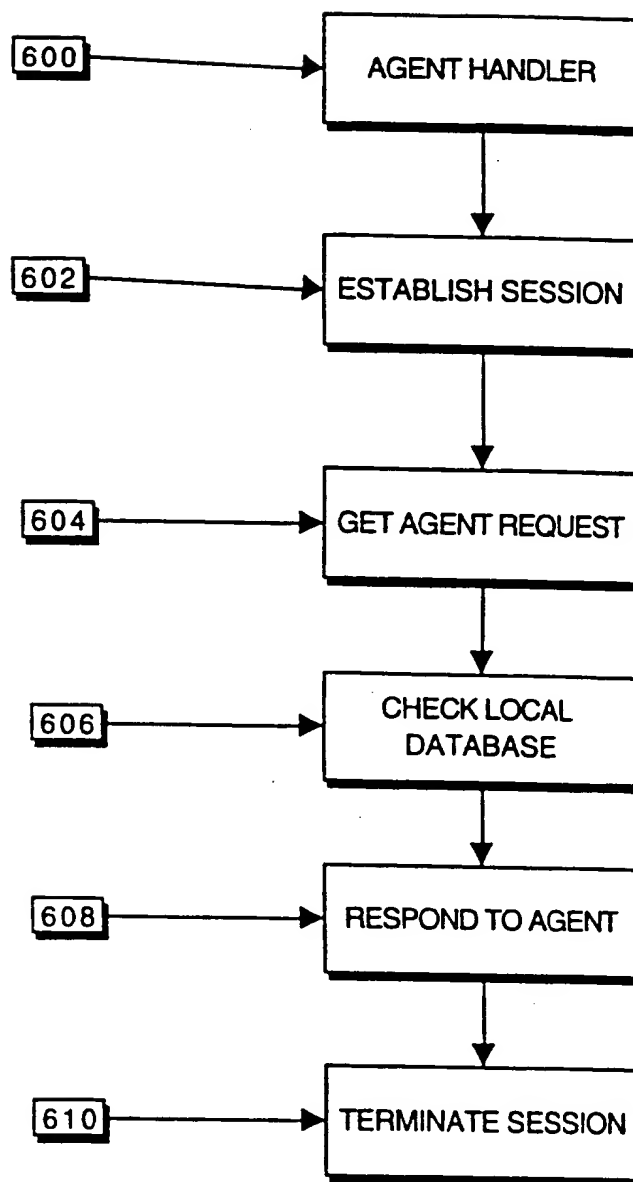 600
AGENT HANDLER
602
ESTABLISH SESSION
604
GET AGENT REQUEST
606
CHECK LOCAL
DATABASE
608
RESPOND TO AGENT
610
TERMINATE SESSION